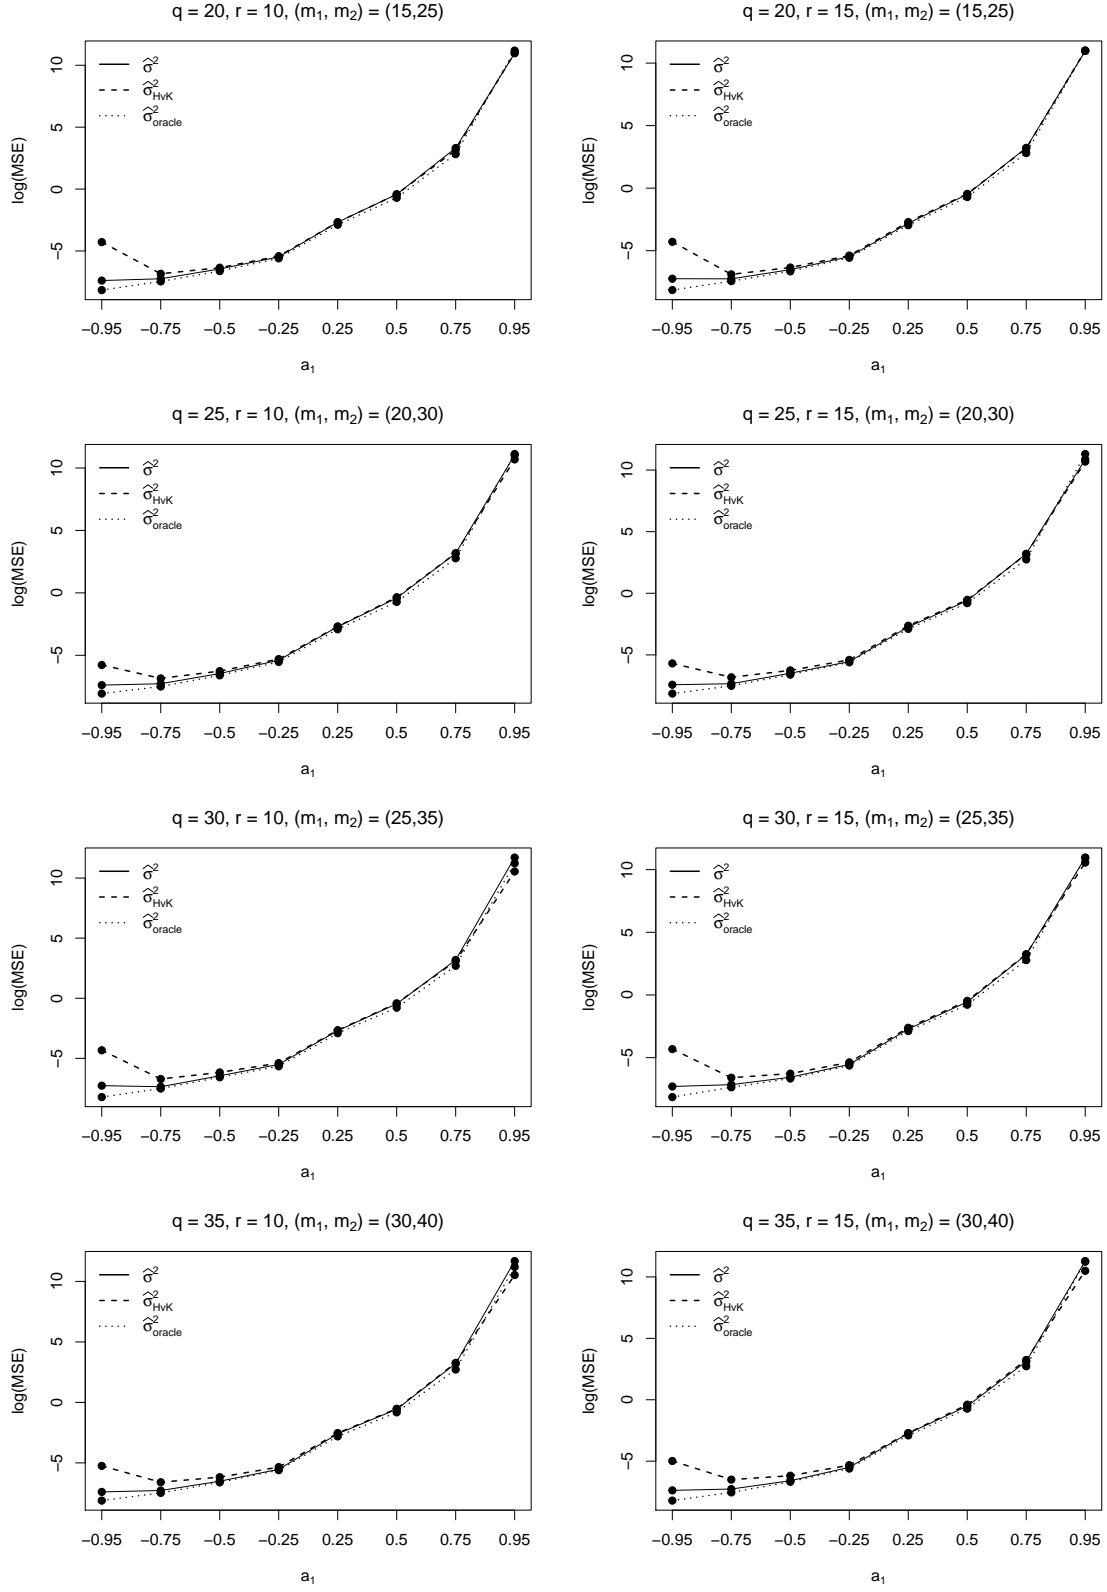 q = 20, r = 10, (m₁, m₂) = (15,25)
log(MSE)
10
5
0
−5
σ̂²
σ̂²HvK
σ̂²oracle
−0.95 −0.75 −0.5 −0.25 0.25 0.5 0.75 0.95
a₁
q = 20, r = 15, (m₁, m₂) = (15,25)
log(MSE)
10
5
0
−5
σ̂²
σ̂²HvK
σ̂²oracle
−0.95 −0.75 −0.5 −0.25 0.25 0.5 0.75 0.95
a₁
q = 25, r = 10, (m₁, m₂) = (20,30)
log(MSE)
10
5
0
−5
σ̂²
σ̂²HvK
σ̂²oracle
−0.95 −0.75 −0.5 −0.25 0.25 0.5 0.75 0.95
a₁
q = 25, r = 15, (m₁, m₂) = (20,30)
log(MSE)
10
5
0
−5
σ̂²
σ̂²HvK
σ̂²oracle
−0.95 −0.75 −0.5 −0.25 0.25 0.5 0.75 0.95
a₁
q = 30, r = 10, (m₁, m₂) = (25,35)
log(MSE)
10
5
0
−5
σ̂²
σ̂²HvK
σ̂²oracle
−0.95 −0.75 −0.5 −0.25 0.25 0.5 0.75 0.95
a₁
q = 30, r = 15, (m₁, m₂) = (25,35)
log(MSE)
10
5
0
−5
σ̂²
σ̂²HvK
σ̂²oracle
−0.95 −0.75 −0.5 −0.25 0.25 0.5 0.75 0.95
a₁
q = 35, r = 10, (m₁, m₂) = (30,40)
log(MSE)
10
5
0
−5
σ̂²
σ̂²HvK
σ̂²oracle
−0.95 −0.75 −0.5 −0.25 0.25 0.5 0.75 0.95
a₁
q = 35, r = 15, (m₁, m₂) = (30,40)
log(MSE)
10
5
0
−5
σ̂²
σ̂²HvK
σ̂²oracle
−0.95 −0.75 −0.5 −0.25 0.25 0.5 0.75 0.95
a₁